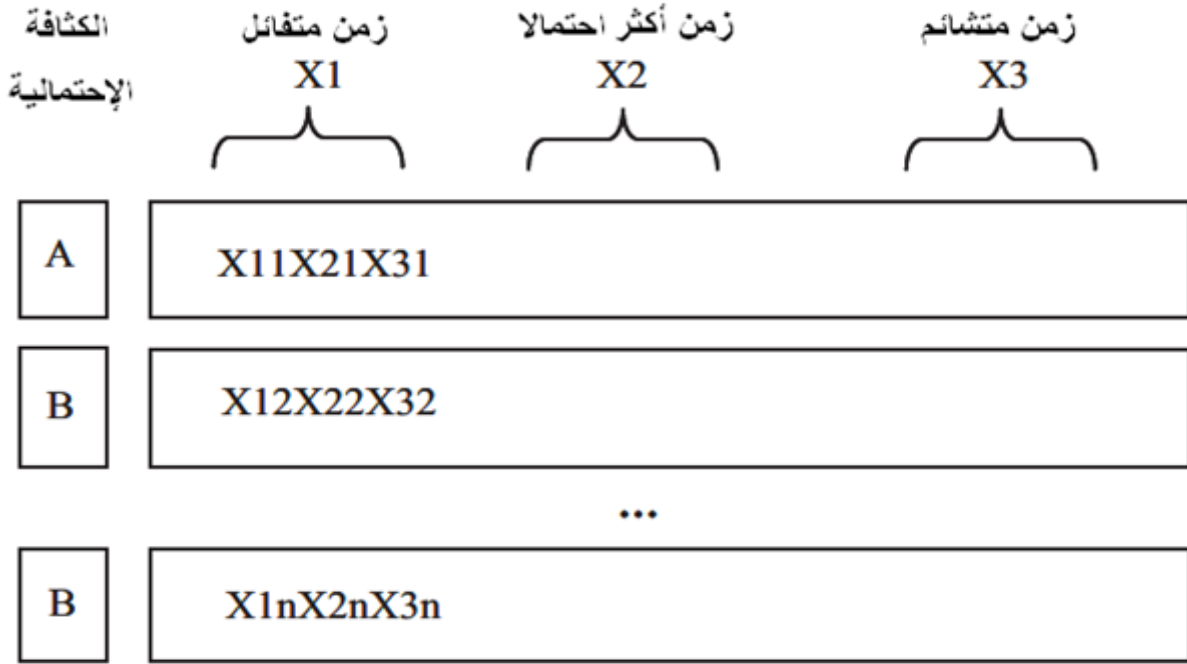 الكثافة الإحتمالية
زمن متفائل
X1
زمن أكثر احتمالا
X2
زمن متشائم
X3
A
X11X21X31
B
X12X22X32
...
B
X1nX2nX3n